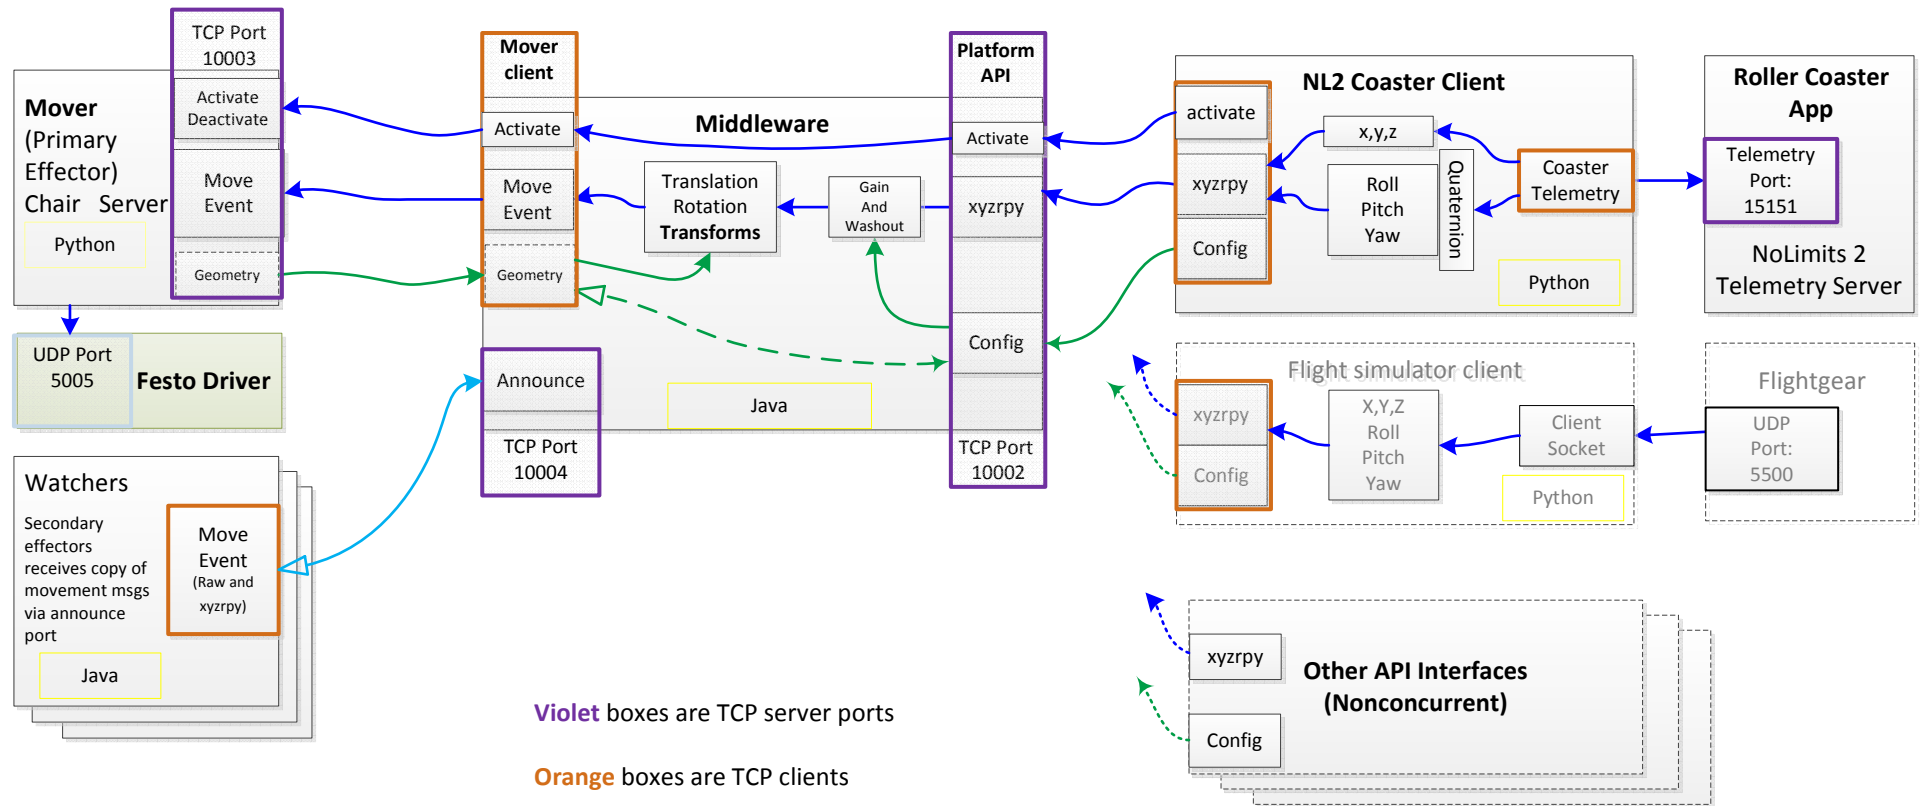 TCP Port
10003
Activate
Deactivate
Move
Event
Geometry
Mover
(Primary
Effector)
Chair Server
Python
UDP Port
5005
Festo Driver
Watchers
Secondary
effectors
receives copy of
movement msgs
via announce
port
Move
Event
(Raw and
xyzrpy)
Java
Mover
client
Activate
Move
Event
Geometry
Announce
TCP Port
10004
Middleware
Translation
Rotation
Transforms
Gain
And
Washout
Java
Platform
API
Activate
xyzrpy
Config
TCP Port
10002
NL2 Coaster Client
activate
xyzrpy
Config
x,y,z
Roll
Pitch
Yaw
Quaternion
Coaster
Telemetry
Python
Roller Coaster
App
Telemetry
Port:
15151
NoLimits 2
Telemetry Server
Flight simulator client
xyzrpy
Config
X,Y,Z
Roll
Pitch
Yaw
Client
Socket
Python
Flightgear
UDP
Port:
5500
xyzrpy
Config
Other API Interfaces
(Nonconcurrent)
Violet boxes are TCP server ports
Orange boxes are TCP clients